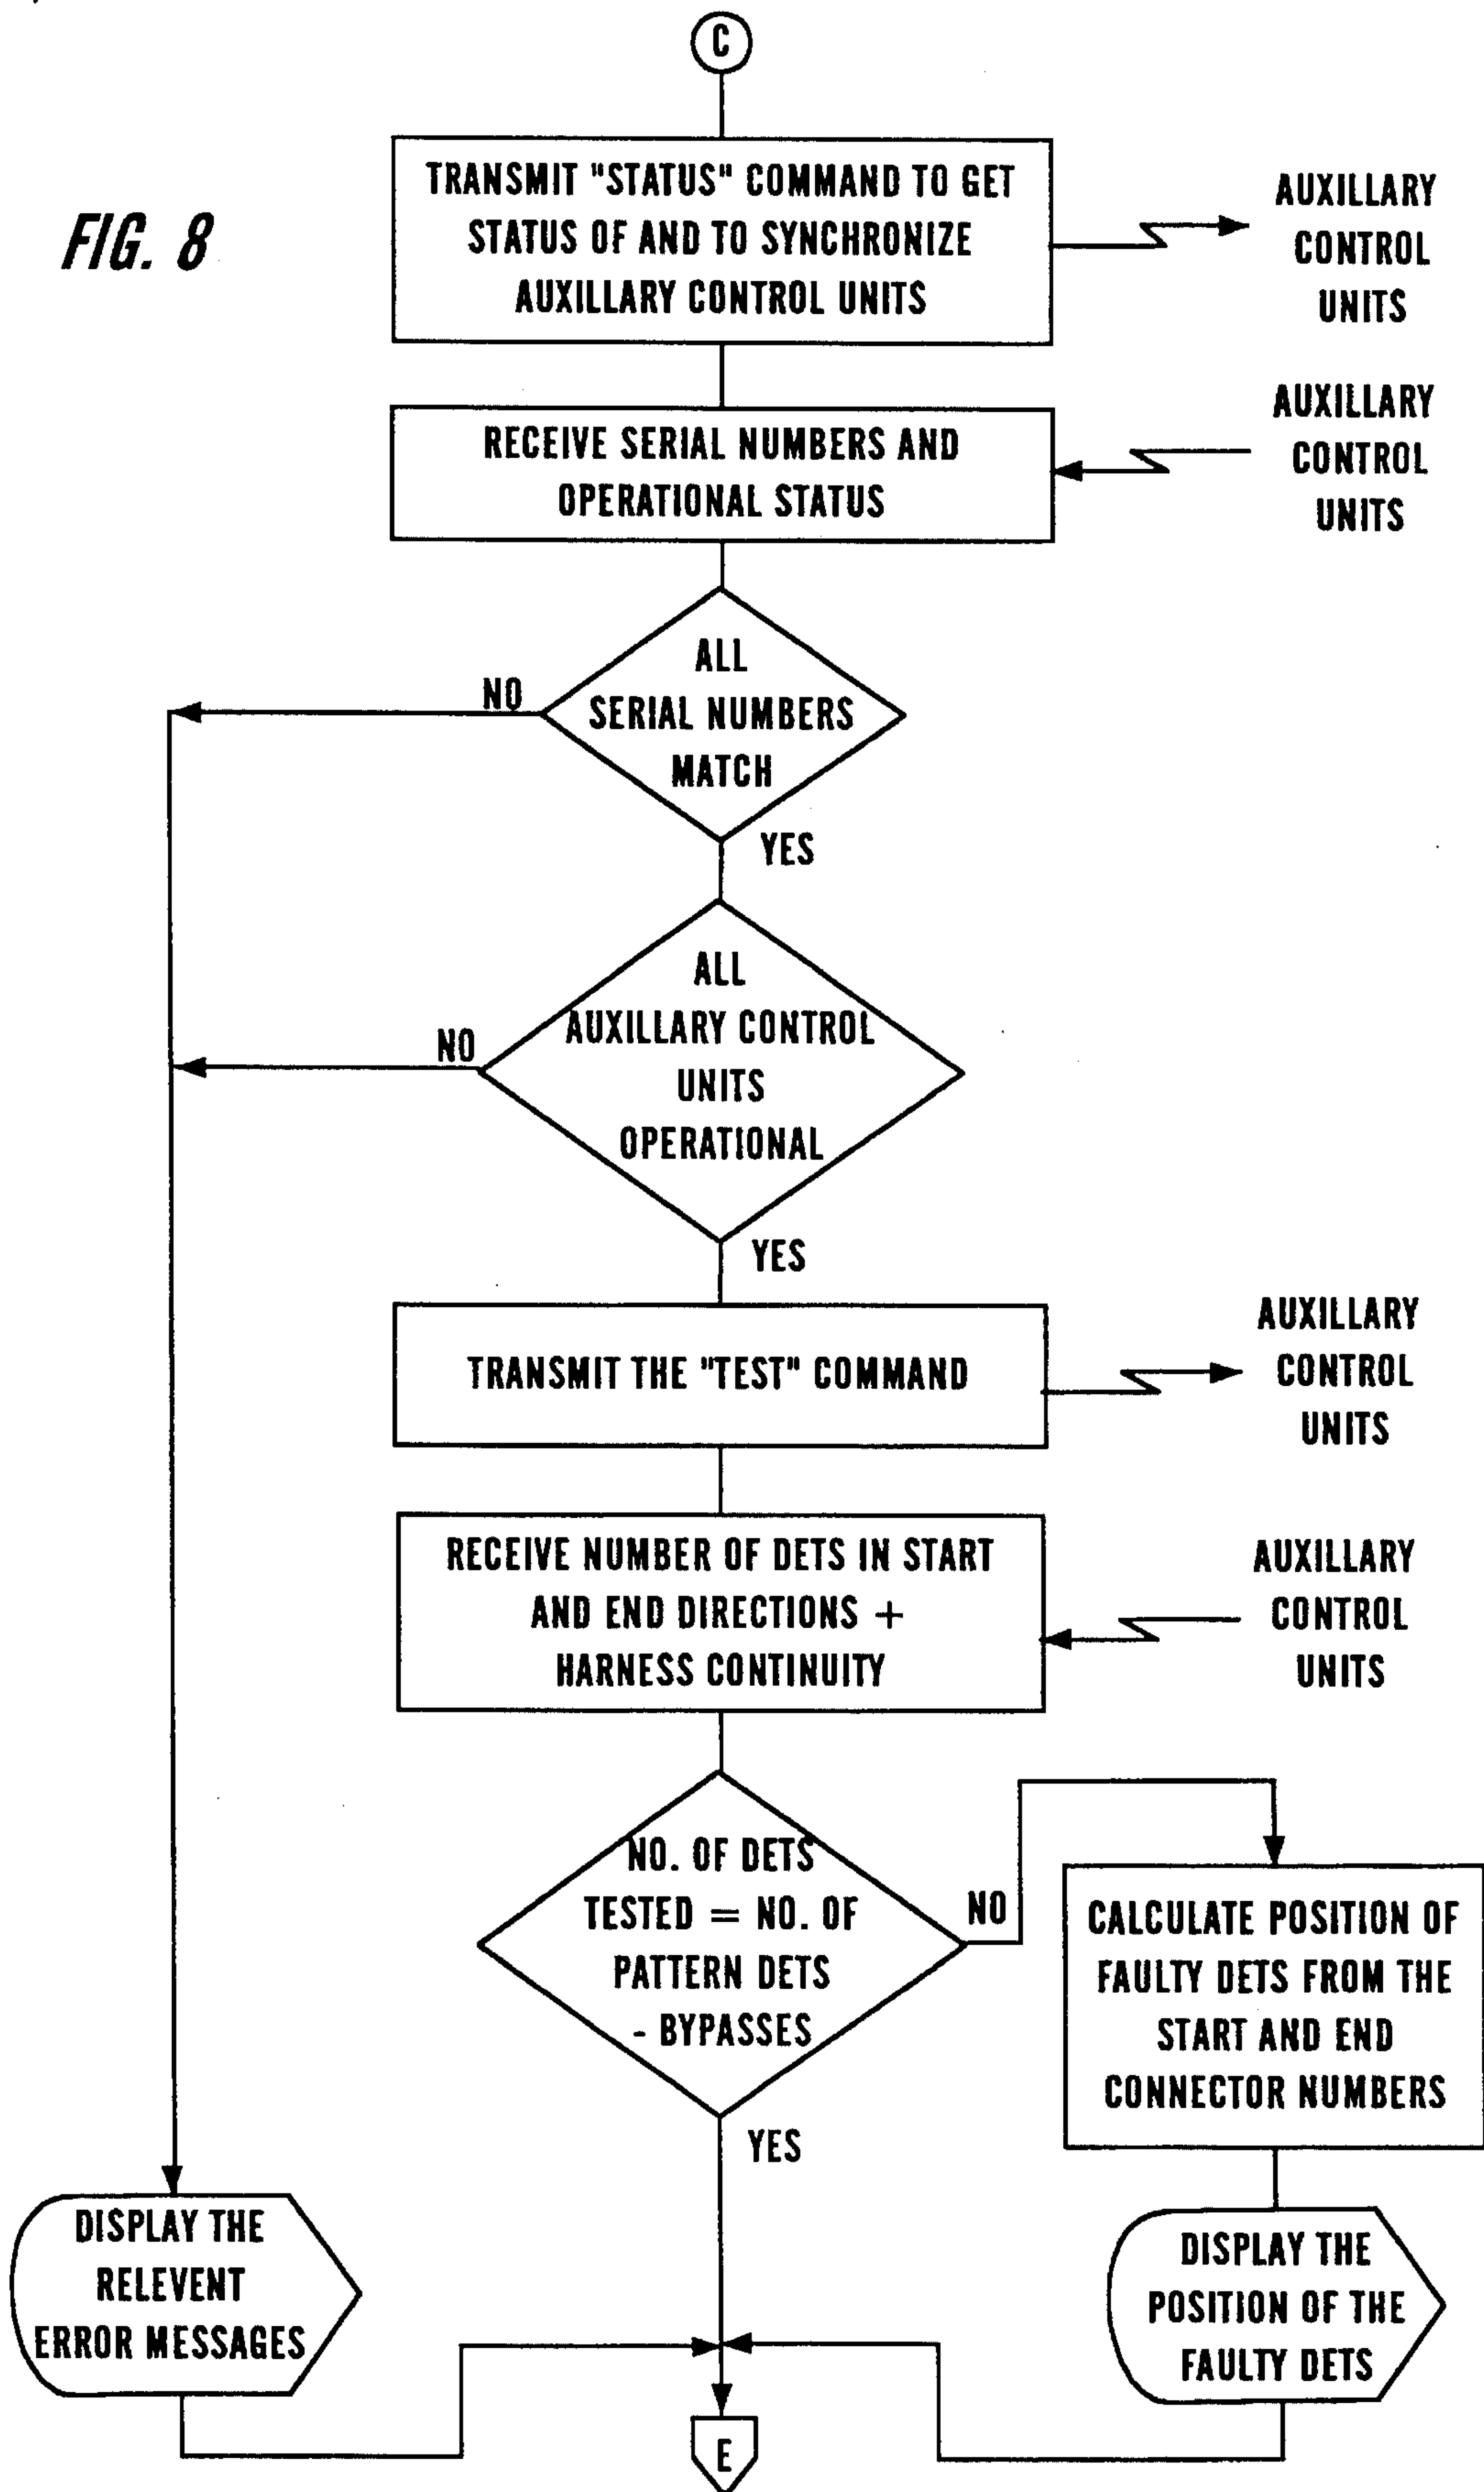 C
FIG. 8
TRANSMIT "STATUS" COMMAND TO GET
STATUS OF AND TO SYNCHRONIZE
AUXILLARY CONTROL UNITS
AUXILLARY
CONTROL
UNITS
RECEIVE SERIAL NUMBERS AND
OPERATIONAL STATUS
AUXILLARY
CONTROL
UNITS
ALL
SERIAL NUMBERS
MATCH
NO
YES
ALL
AUXILLARY CONTROL
UNITS
OPERATIONAL
NO
YES
TRANSMIT THE "TEST" COMMAND
AUXILLARY
CONTROL
UNITS
RECEIVE NUMBER OF DETS IN START
AND END DIRECTIONS +
HARNESS CONTINUITY
AUXILLARY
CONTROL
UNITS
NO. OF DETS
TESTED = NO. OF
PATTERN DETS
- BYPASSES
NO
YES
CALCULATE POSITION OF
FAULTY DETS FROM THE
START AND END
CONNECTOR NUMBERS
DISPLAY THE
RELEVENT
ERROR MESSAGES
DISPLAY THE
POSITION OF THE
FAULTY DETS
E